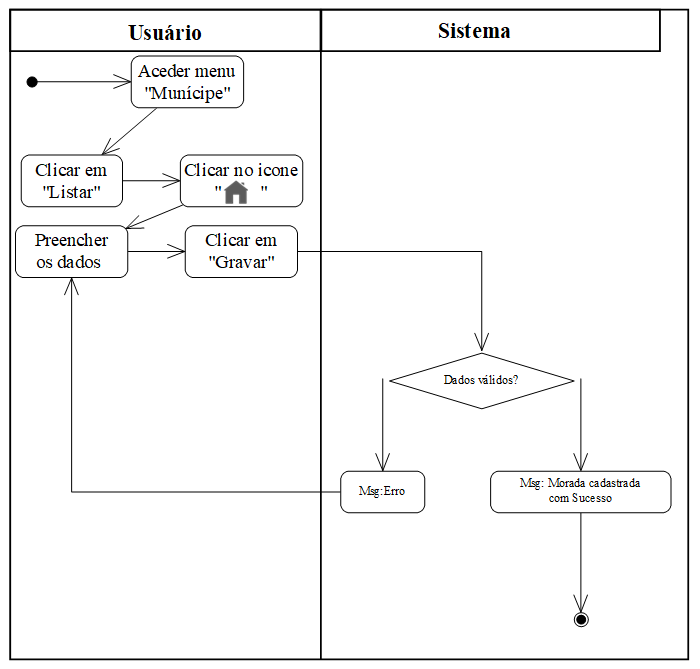 Usuário
Sistema
Aceder menu
"Munícipe"
Clicar em
"Listar"
Clicar no icone
" "
Preencher
os dados
Clicar em
"Gravar"
Dados válidos?
Msg:Erro
Msg: Morada cadastrada
com Sucesso